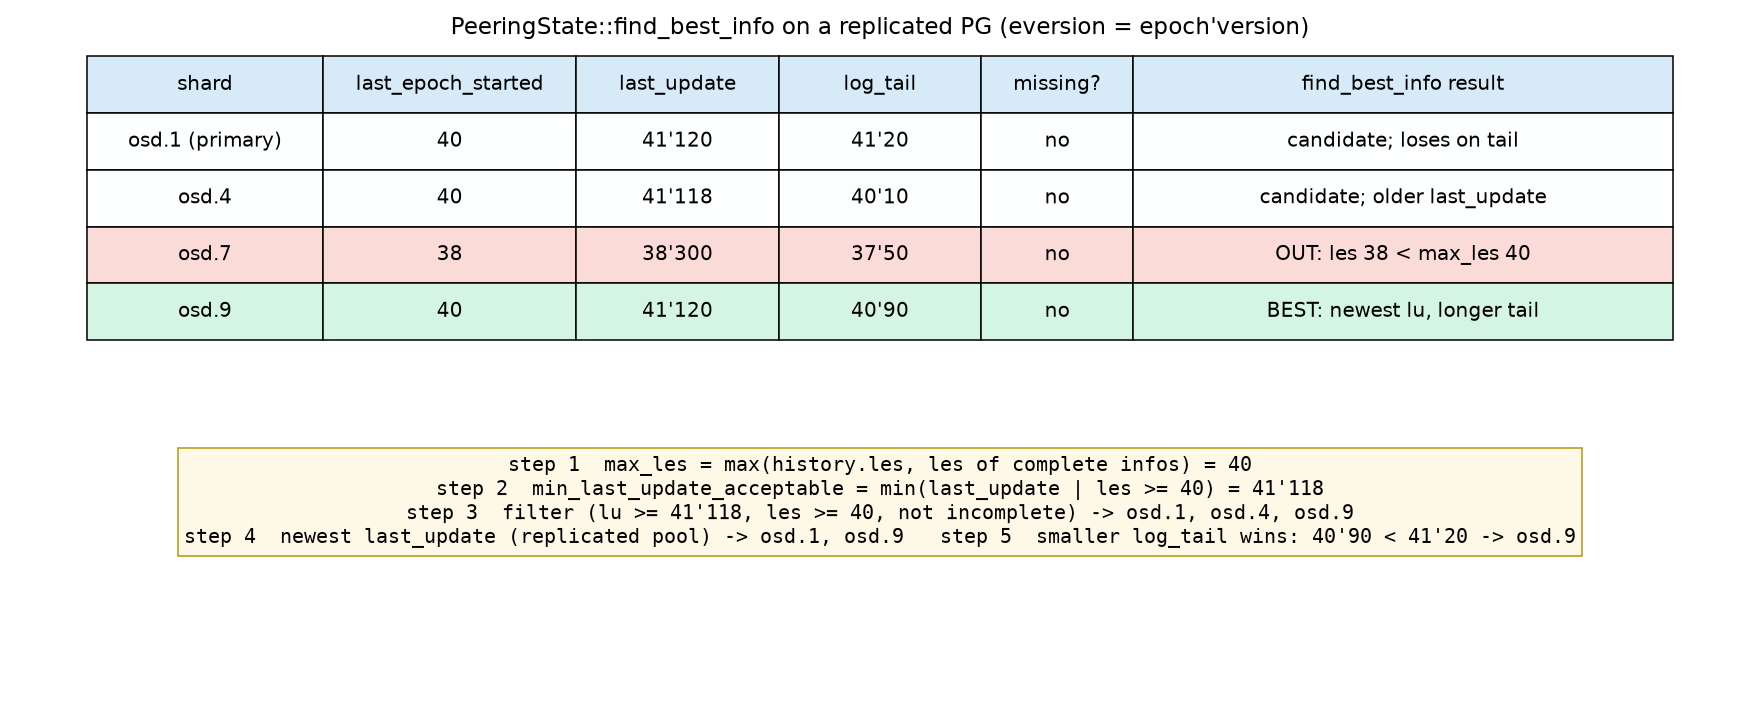 PeeringState::find_best_info on a replicated PG (eversion = epoch'version)
shard last_epoch_started last_update log_tail missing? find_best_info result
osd.1 (primary) 40 41'120 41'20 no candidate; loses on tail
osd.4 40 41'118 40'10 no candidate; older last_update
osd.7 38 38'300 37'50 no OUT: les 38 < max_les 40
osd.9 40 41'120 40'90 no BEST: newest lu, longer tail
step 1  max_les = max(history.les, les of complete infos) = 40
step 2  min_last_update_acceptable = min(last_update | les >= 40) = 41'118
step 3  filter (lu >= 41'118, les >= 40, not incomplete) -> osd.1, osd.4, osd.9
step 4  newest last_update (replicated pool) -> osd.1, osd.9   step 5  smaller log_tail wins: 40'90 < 41'20 -> osd.9